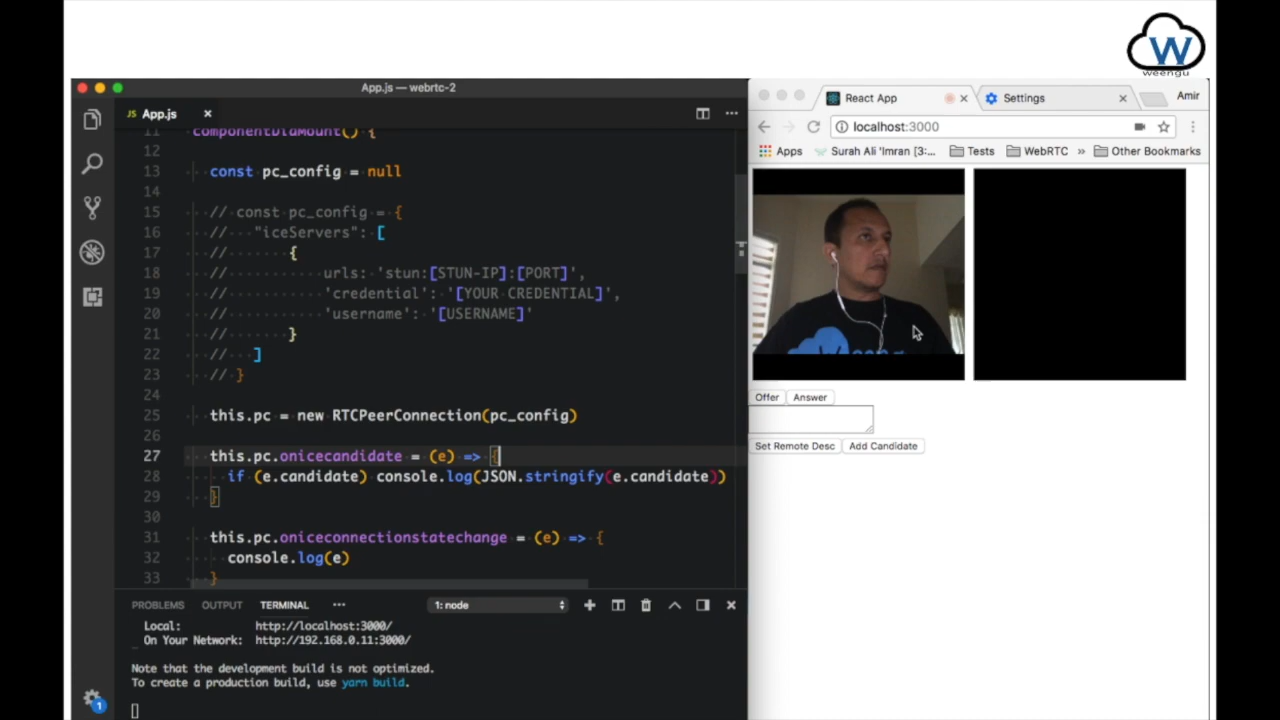 W
weengu
App.js — webrtc-2
JS App.js ×
11 componentDidMount() {
12
13 const pc_config = null
14
15 // const pc_config = {
16 // "iceServers": [
17 // {
18 // urls: 'stun:[STUN-IP]:[PORT]',
19 // 'credential': '[YOUR CREDENTIAL]',
20 // 'username': '[USERNAME]'
21 // }
22 // ]
23 // }
24
25 this.pc = new RTCPeerConnection(pc_config)
26
27 this.pc.onicecandidate = (e) => {
28 if (e.candidate) console.log(JSON.stringify(e.candidate))
29 }
30
31 this.pc.oniceconnectionstatechange = (e) => {
32 console.log(e)
33 }
PROBLEMS OUTPUT TERMINAL ••• 1: node
Local: http://localhost:3000/
On Your Network: http://192.168.0.11:3000/
Note that the development build is not optimized.
To create a production build, use yarn build.
1
React App Settings Amir
localhost:3000
Apps Surah Ali 'Imran [3:... Tests WebRTC » Other Bookmarks
Offer Answer
Set Remote Desc Add Candidate